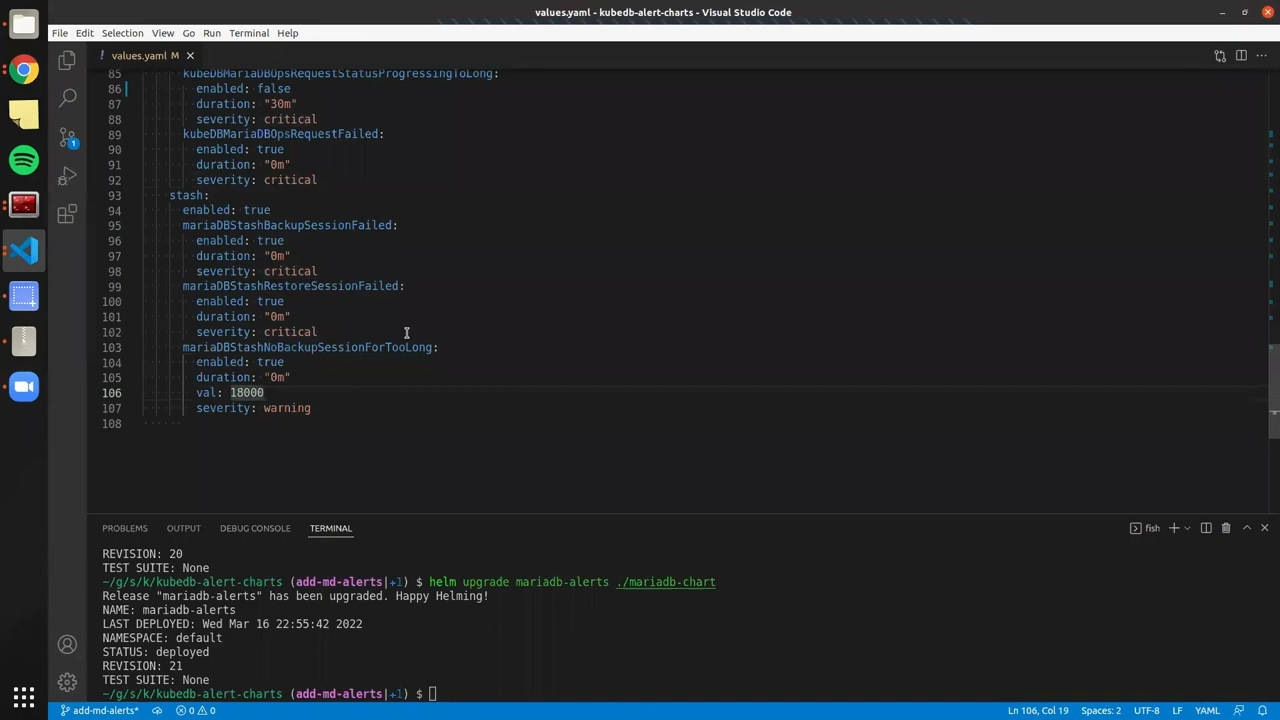 values.yaml - kubedb-alert-charts - Visual Studio Code
File Edit Selection View Go Run Terminal Help
! values.yaml M
85 kubeDBMariaDBOpsRequestStatusProgressingToLong:
86 enabled: false
87 duration: "30m"
88 severity: critical
89 kubeDBMariaDBOpsRequestFailed:
90 enabled: true
91 duration: "0m"
92 severity: critical
93 stash:
94 enabled: true
95 mariaDBStashBackupSessionFailed:
96 enabled: true
97 duration: "0m"
98 severity: critical
99 mariaDBStashRestoreSessionFailed:
100 enabled: true
101 duration: "0m"
102 severity: critical
103 mariaDBStashNoBackupSessionForTooLong:
104 enabled: true
105 duration: "0m"
106 val: 18000
107 severity: warning
108
1
PROBLEMS OUTPUT DEBUG CONSOLE TERMINAL fish
REVISION: 20
TEST SUITE: None
~/g/s/k/kubedb-alert-charts (add-md-alerts|+1) $ helm upgrade mariadb-alerts ./mariadb-chart
Release "mariadb-alerts" has been upgraded. Happy Helming!
NAME: mariadb-alerts
LAST DEPLOYED: Wed Mar 16 22:55:42 2022
NAMESPACE: default
STATUS: deployed
REVISION: 21
TEST SUITE: None
~/g/s/k/kubedb-alert-charts (add-md-alerts|+1) $
add-md-alerts* 0 0 Ln 106, Col 19 Spaces: 2 UTF-8 LF YAML